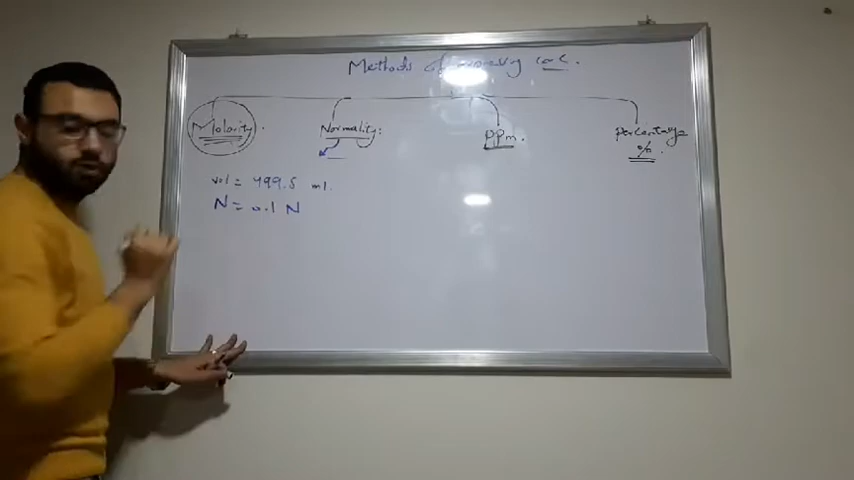 Methods of expressing conc.
Molarity
Normality:
PPm.
Percentage
%.
vol = 499.5 ml.
N = 0.1 N